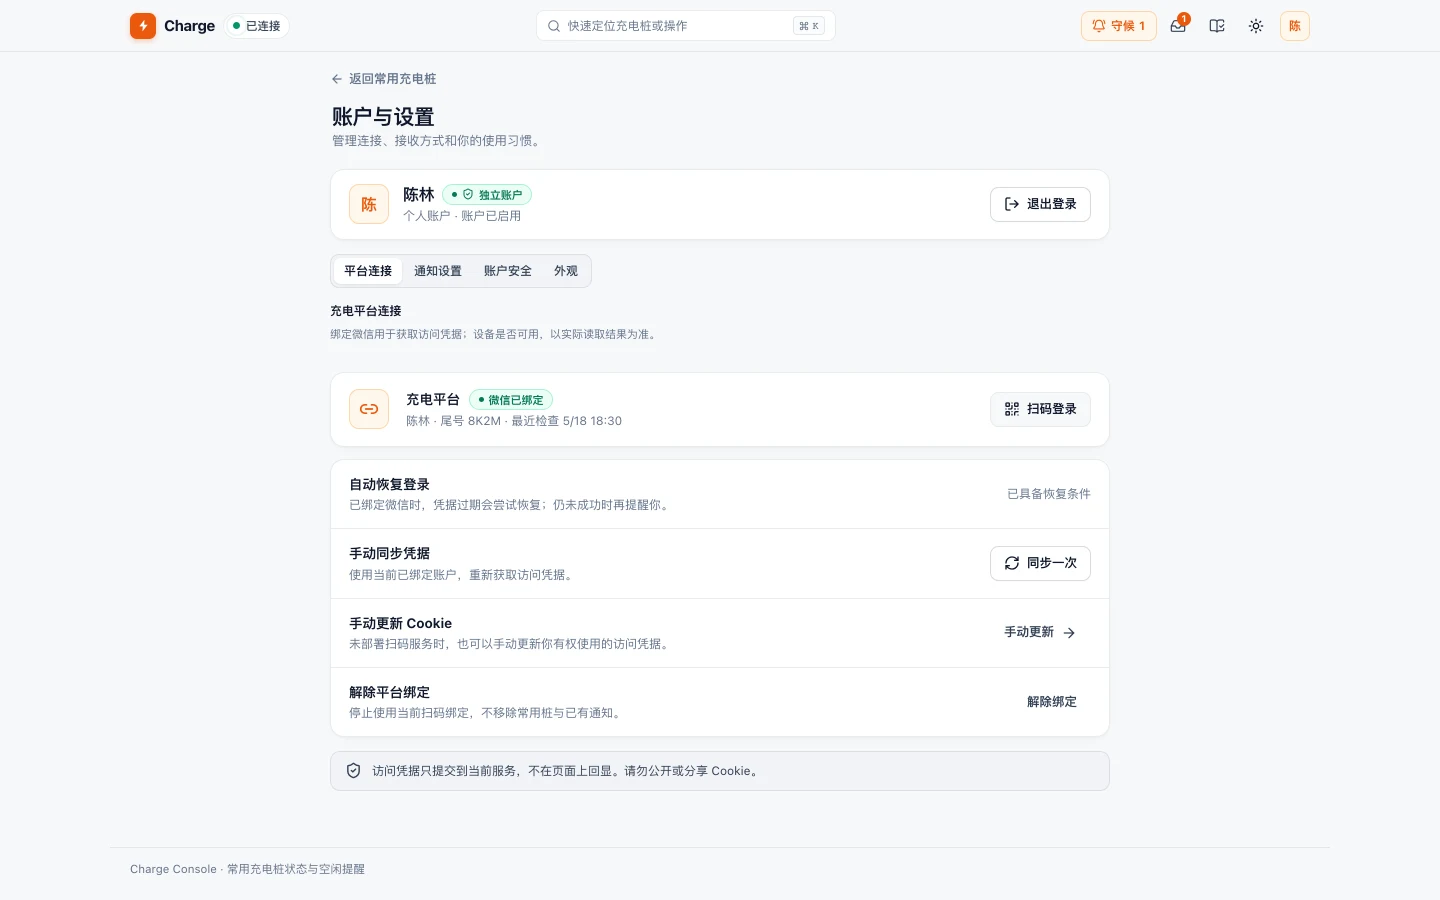 Charge
已连接
快速定位充电桩或操作
⌘ K
守候 1
1
陈
返回常用充电桩
账户与设置
管理连接、接收方式和你的使用习惯。
陈
陈林
独立账户
个人账户 · 账户已启用
退出登录
平台连接
通知设置
账户安全
外观
充电平台连接
绑定微信用于获取访问凭据；设备是否可用，以实际读取结果为准。
充电平台
微信已绑定
陈林 · 尾号 8K2M · 最近检查 5/18 18:30
扫码登录
自动恢复登录
已绑定微信时，凭据过期会尝试恢复；仍未成功时再提醒你。
已具备恢复条件
手动同步凭据
使用当前已绑定账户，重新获取访问凭据。
同步一次
手动更新 Cookie
未部署扫码服务时，也可以手动更新你有权使用的访问凭据。
手动更新
解除平台绑定
停止使用当前扫码绑定，不移除常用桩与已有通知。
解除绑定
访问凭据只提交到当前服务，不在页面上回显。请勿公开或分享 Cookie。
Charge Console · 常用充电桩状态与空闲提醒